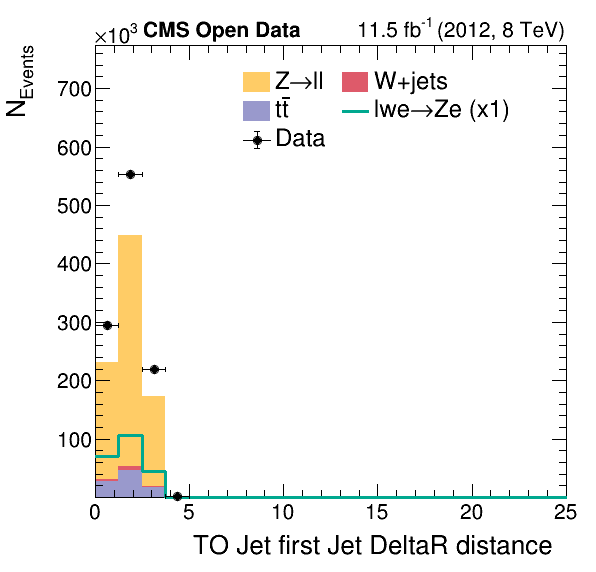 ×10³ CMS Open Data 11.5 fb⁻¹ (2012, 8 TeV)
N_Events
Z→ll W+jets
tt̄ lwe→Ze (x1)
Data
700
600
500
400
300
200
100
0 5 10 15 20 25
TO Jet first Jet DeltaR distance